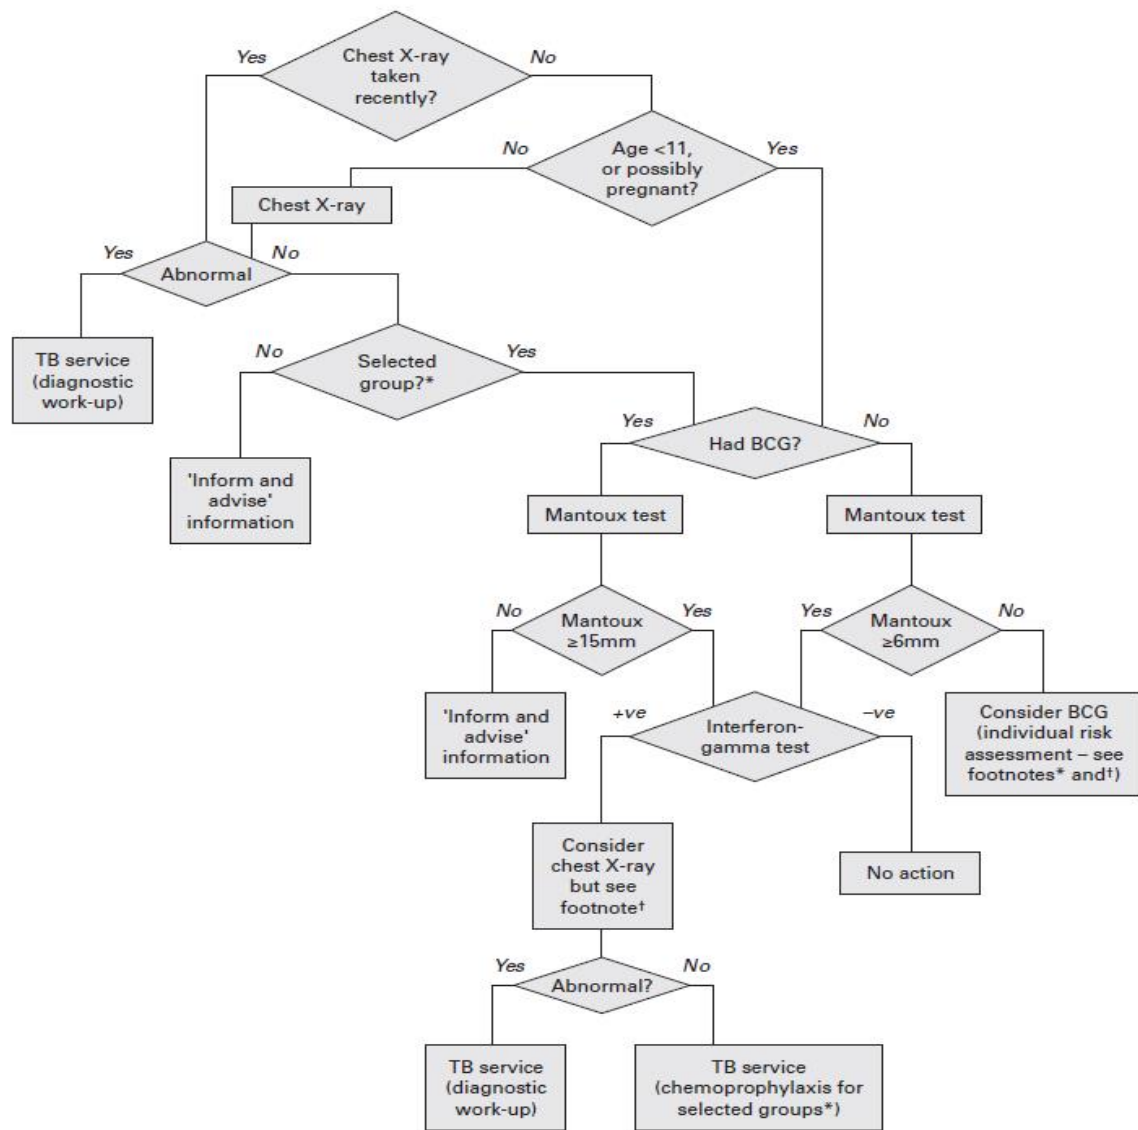 Yes
Chest X-ray
taken
recently?
No
No
Age <11,
or possibly
pregnant?
Yes
Chest X-ray
Yes
Abnormal
No
TB service
(diagnostic
work-up)
No
Selected
group?*
Yes
'Inform and
advise'
information
Yes
Had BCG?
No
Mantoux test
Mantoux test
No
Mantoux
≥15mm
Yes
Yes
Mantoux
≥6mm
No
'Inform and
advise'
information
+ve
Interferon-
gamma test
–ve
Consider BCG
(individual risk
assessment – see
footnotes* and†)
Consider
chest X-ray
but see
footnote†
No action
Yes
Abnormal?
No
TB service
(diagnostic
work-up)
TB service
(chemoprophylaxis for
selected groups*)